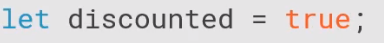 let discounted = true;